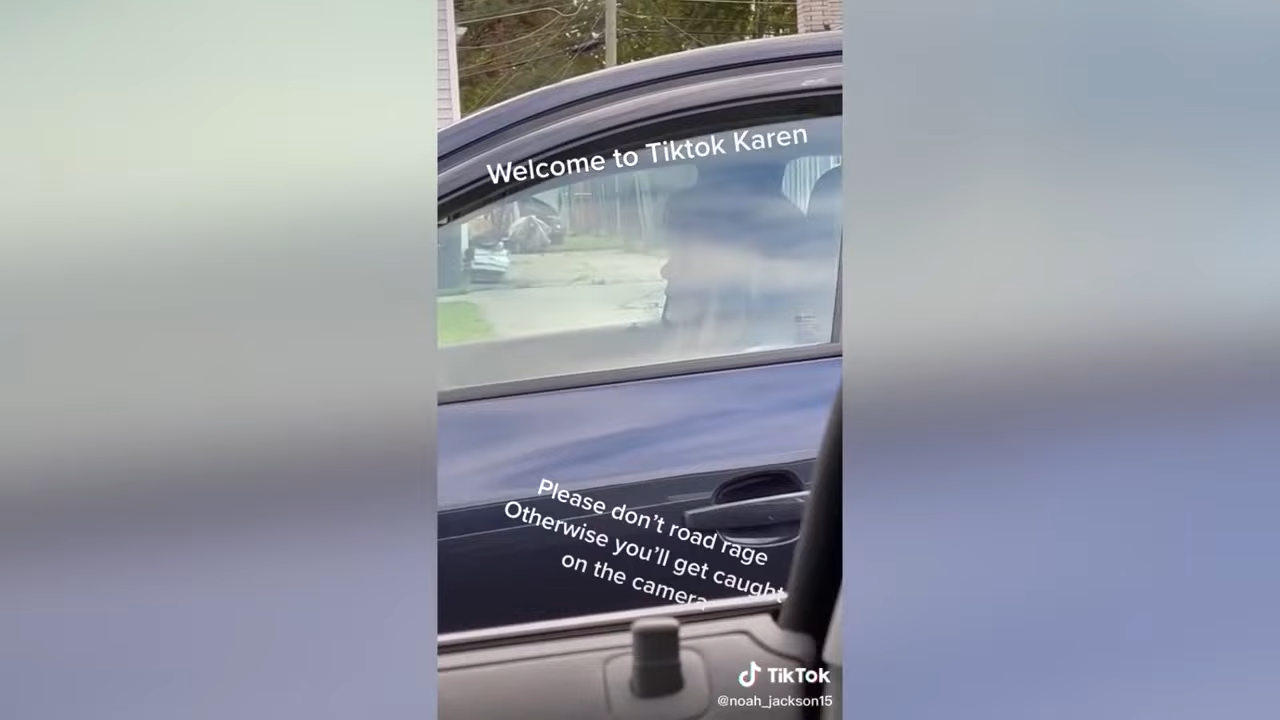 Welcome to Tiktok Karen
Please don't road rage
Otherwise you'll get caught
on the camera
TikTok
@noah_jackson15